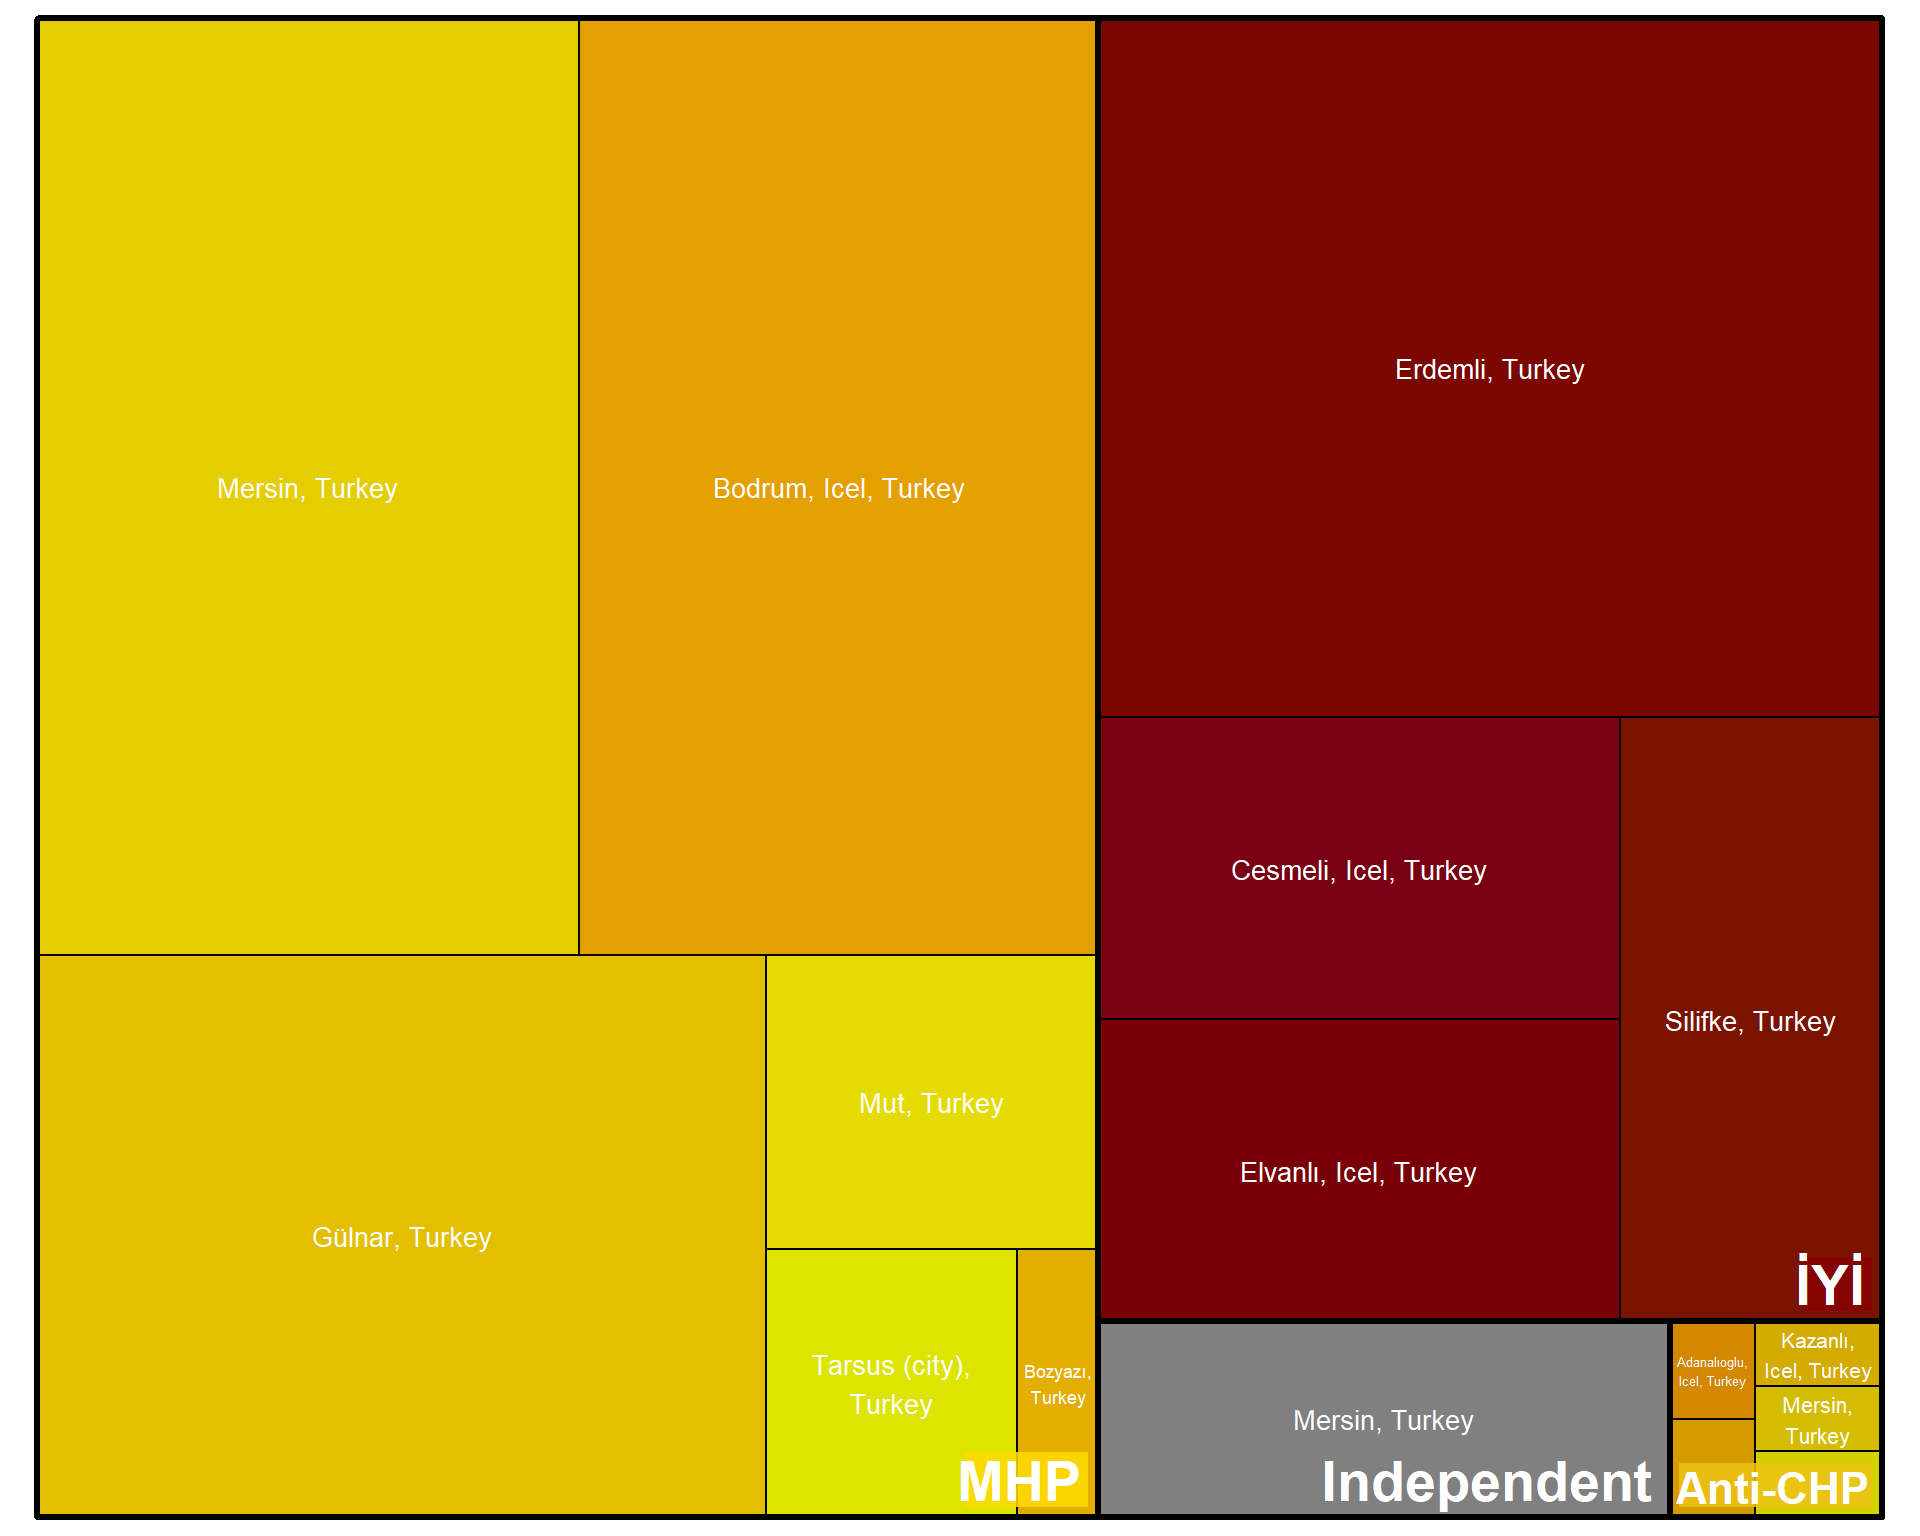 Mersin, Turkey
Bodrum, Icel, Turkey
Gülnar, Turkey
Mut, Turkey
Tarsus (city),
Turkey
Bozyazı,
Turkey
MHP
Erdemli, Turkey
Cesmeli, Icel, Turkey
Elvanlı, Icel, Turkey
Silifke, Turkey
İYİ
Mersin, Turkey
Independent
Adanalıoglu,
Icel, Turkey
Kazanlı,
Icel, Turkey
Mersin,
Turkey
Anti-CHP